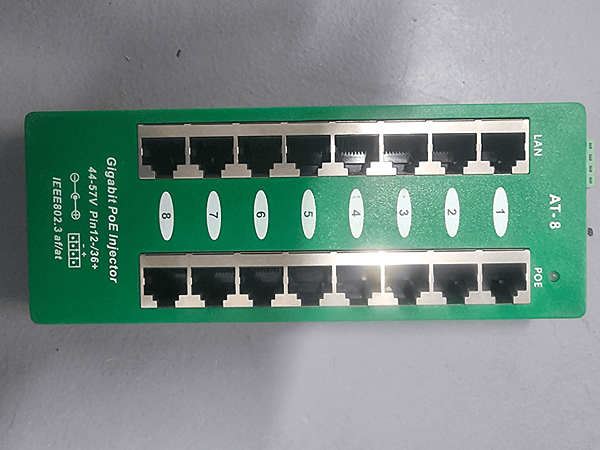 AT-8
LAN
1
2
3
4
5
6
7
8
POE
Gigabit PoE Injector
44-57V Pin12-/36+
IEEE802.3 af/at
- +